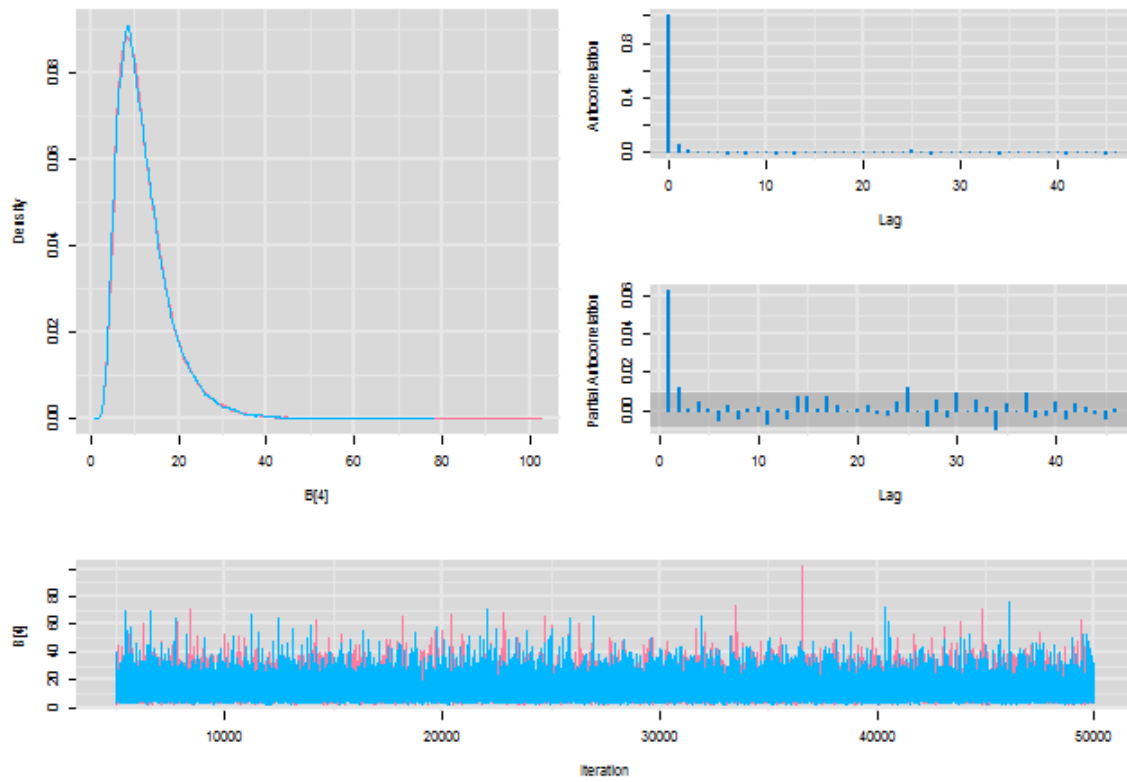 Density
0.00 0.02 0.04 0.06 0.08
0 20 40 60 80 100
B[4]
Autocorrelation
0.0 0.4 0.8
0 10 20 30 40
Lag
Partial Autocorrelation
0.00 0.02 0.04 0.06
0 10 20 30 40
Lag
B[4]
0 20 40 60 80
10000 20000 30000 40000 50000
Iteration